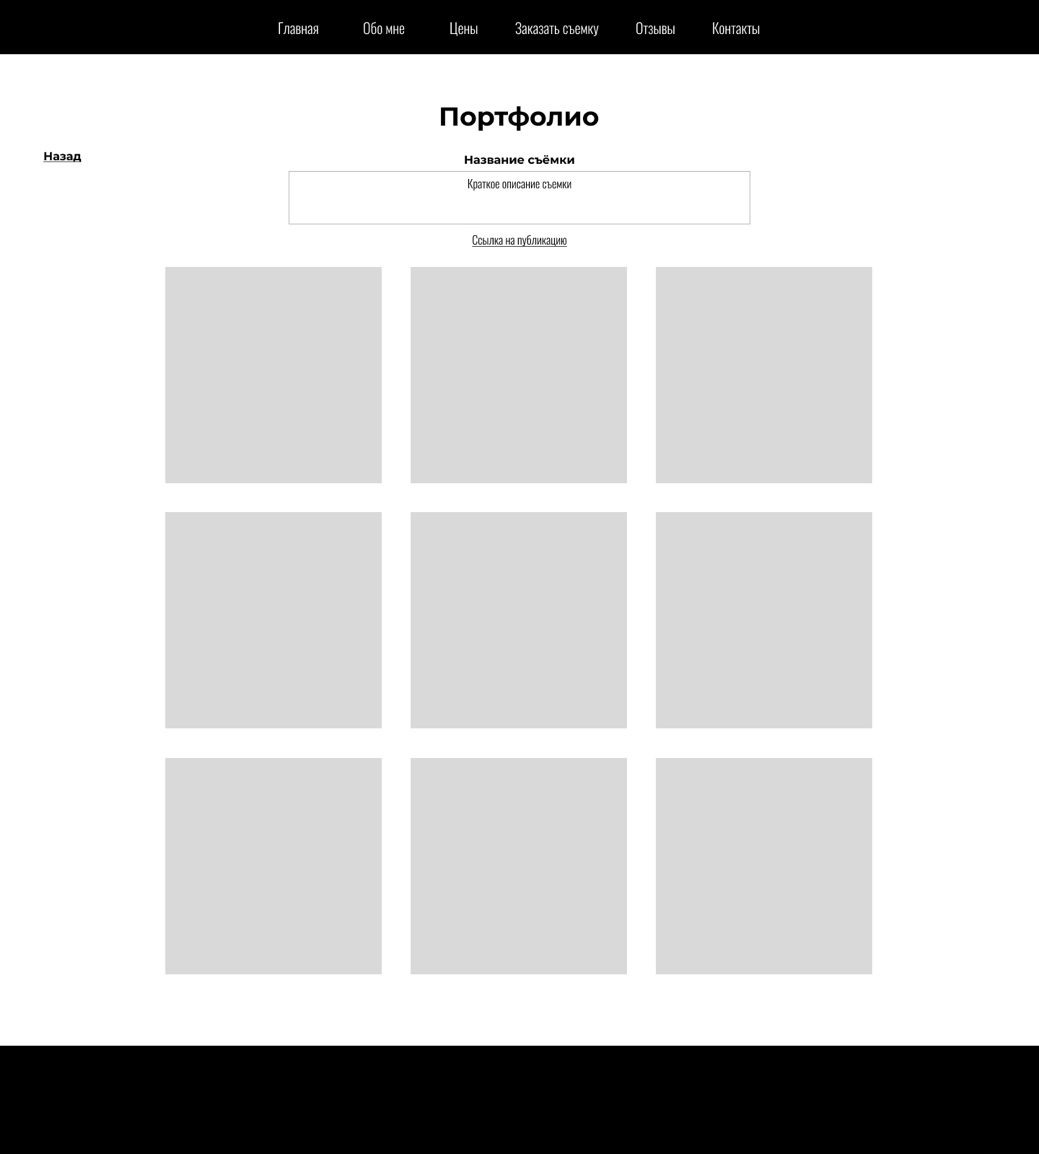 Главная Обо мне Цены Заказать съемку Отзывы Контакты
Портфолио
Назад
Название съёмки
Краткое описание съемки
Ссылка на публикацию